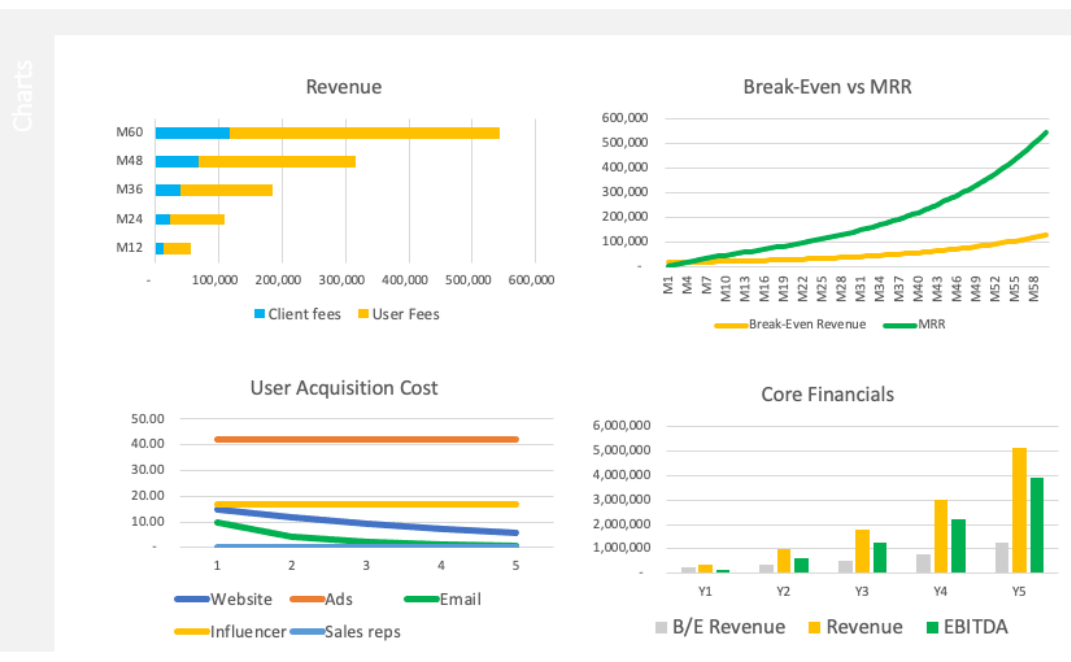 Charts
Revenue
M60
M48
M36
M24
M12
- 100,000 200,000 300,000 400,000 500,000 600,000
Client fees User Fees
Break-Even vs MRR
600,000
500,000
400,000
300,000
200,000
100,000
-
M1 M4 M7 M10 M13 M16 M19 M22 M25 M28 M31 M34 M37 M40 M43 M46 M49 M52 M55 M58
Break-Even Revenue MRR
User Acquisition Cost
50.00
40.00
30.00
20.00
10.00
-
1 2 3 4 5
Website Ads Email
Influencer Sales reps
Core Financials
6,000,000
5,000,000
4,000,000
3,000,000
2,000,000
1,000,000
-
Y1 Y2 Y3 Y4 Y5
B/E Revenue Revenue EBITDA